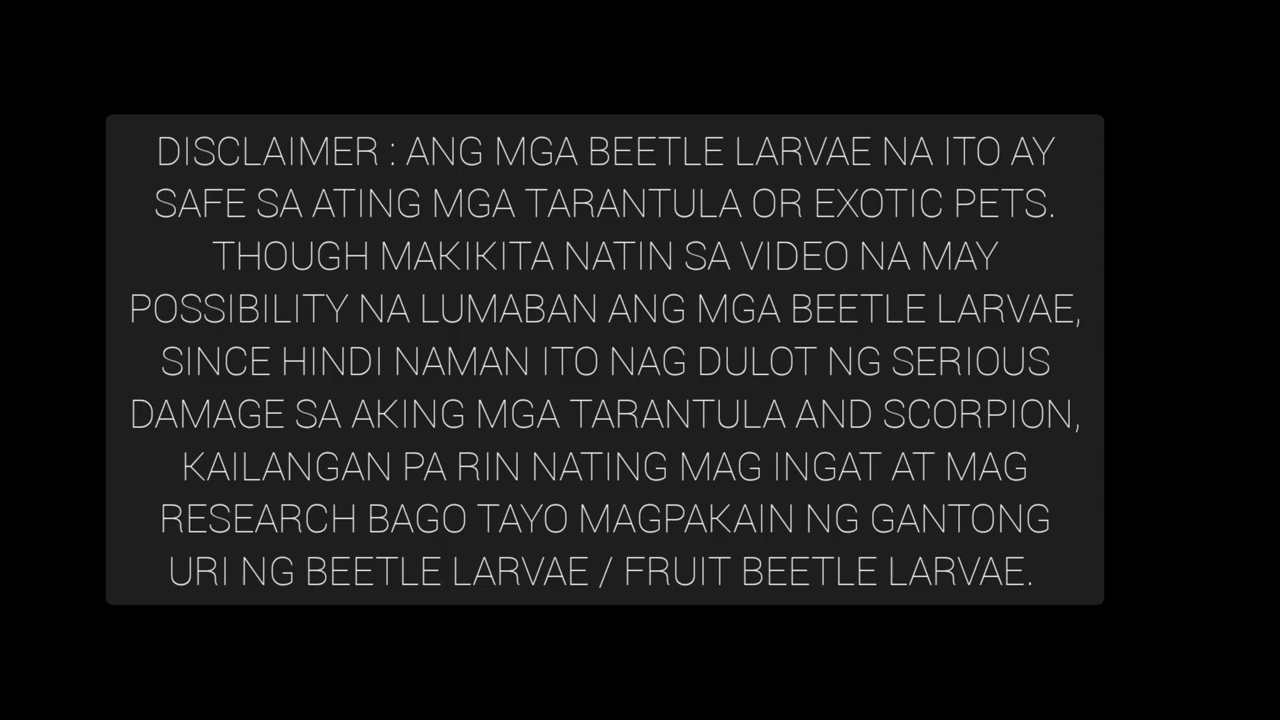 DISCLAIMER : ANG MGA BEETLE LARVAE NA ITO AY
SAFE SA ATING MGA TARANTULA OR EXOTIC PETS.
THOUGH MAKIKITA NATIN SA VIDEO NA MAY
POSSIBILITY NA LUMABAN ANG MGA BEETLE LARVAE,
SINCE HINDI NAMAN ITO NAG DULOT NG SERIOUS
DAMAGE SA AKING MGA TARANTULA AND SCORPION,
KAILANGAN PA RIN NATING MAG INGAT AT MAG
RESEARCH BAGO TAYO MAGPAKAIN NG GANTONG
URI NG BEETLE LARVAE / FRUIT BEETLE LARVAE.